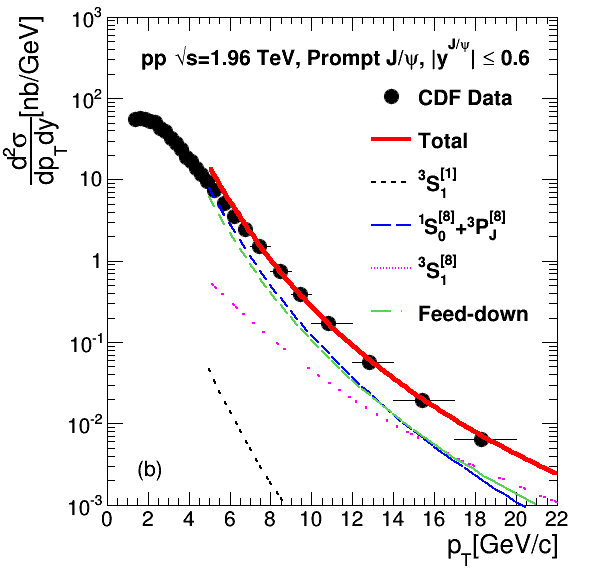 pp √s=1.96 TeV, Prompt J/ψ, |y^{J/ψ}| ≤ 0.6
CDF Data
Total
³S₁^[1]
¹S₀^[8]+³P_J^[8]
³S₁^[8]
Feed-down
d²σ/dp_Tdy[nb/GeV]
10³
10²
10
1
10⁻¹
10⁻²
10⁻³
(b)
0 2 4 6 8 10 12 14 16 18 20 22
p_T[GeV/c]